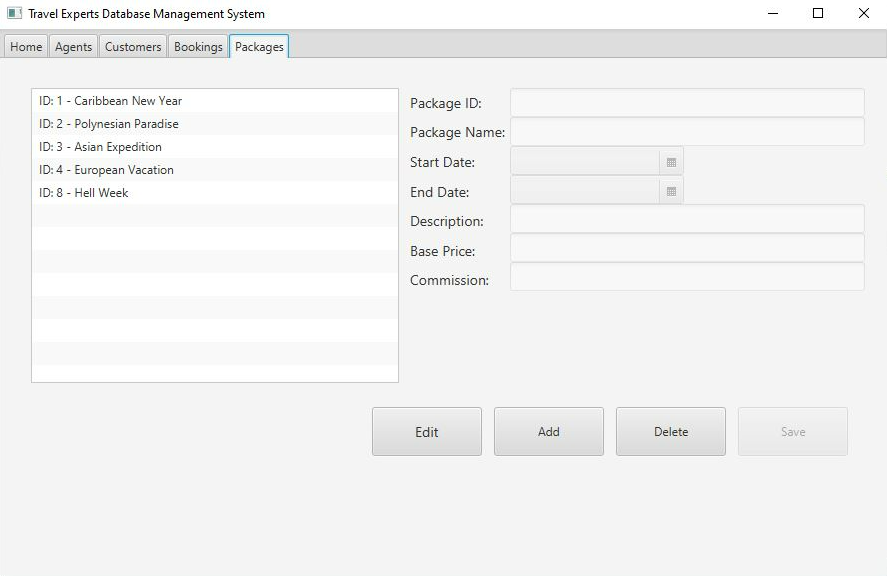 Travel Experts Database Management System
Home Agents Customers Bookings Packages
ID: 1 - Caribbean New Year
ID: 2 - Polynesian Paradise
ID: 3 - Asian Expedition
ID: 4 - European Vacation
ID: 8 - Hell Week
Package ID:
Package Name:
Start Date:
End Date:
Description:
Base Price:
Commission:
Edit Add Delete Save